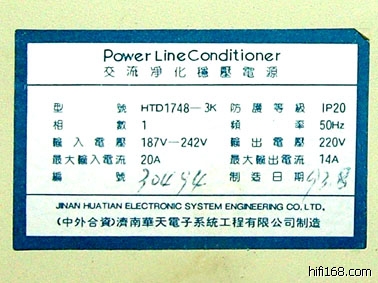 Power Line Conditioner
交流淨化穩壓電源
型號 HTD1748-3K 防護等級 IP20
相數 1 頻率 50Hz
輸入電壓 187V-242V 輸出電壓 220V
最大輸入電流 20A 最大輸出電流 14A
編號 30494 制造日期 93.8
JINAN HUATIAN ELECTRONIC SYSTEM ENGINEERING CO., LTD.
(中外合資)濟南華天電子系統工程有限公司制造
hifi168.com